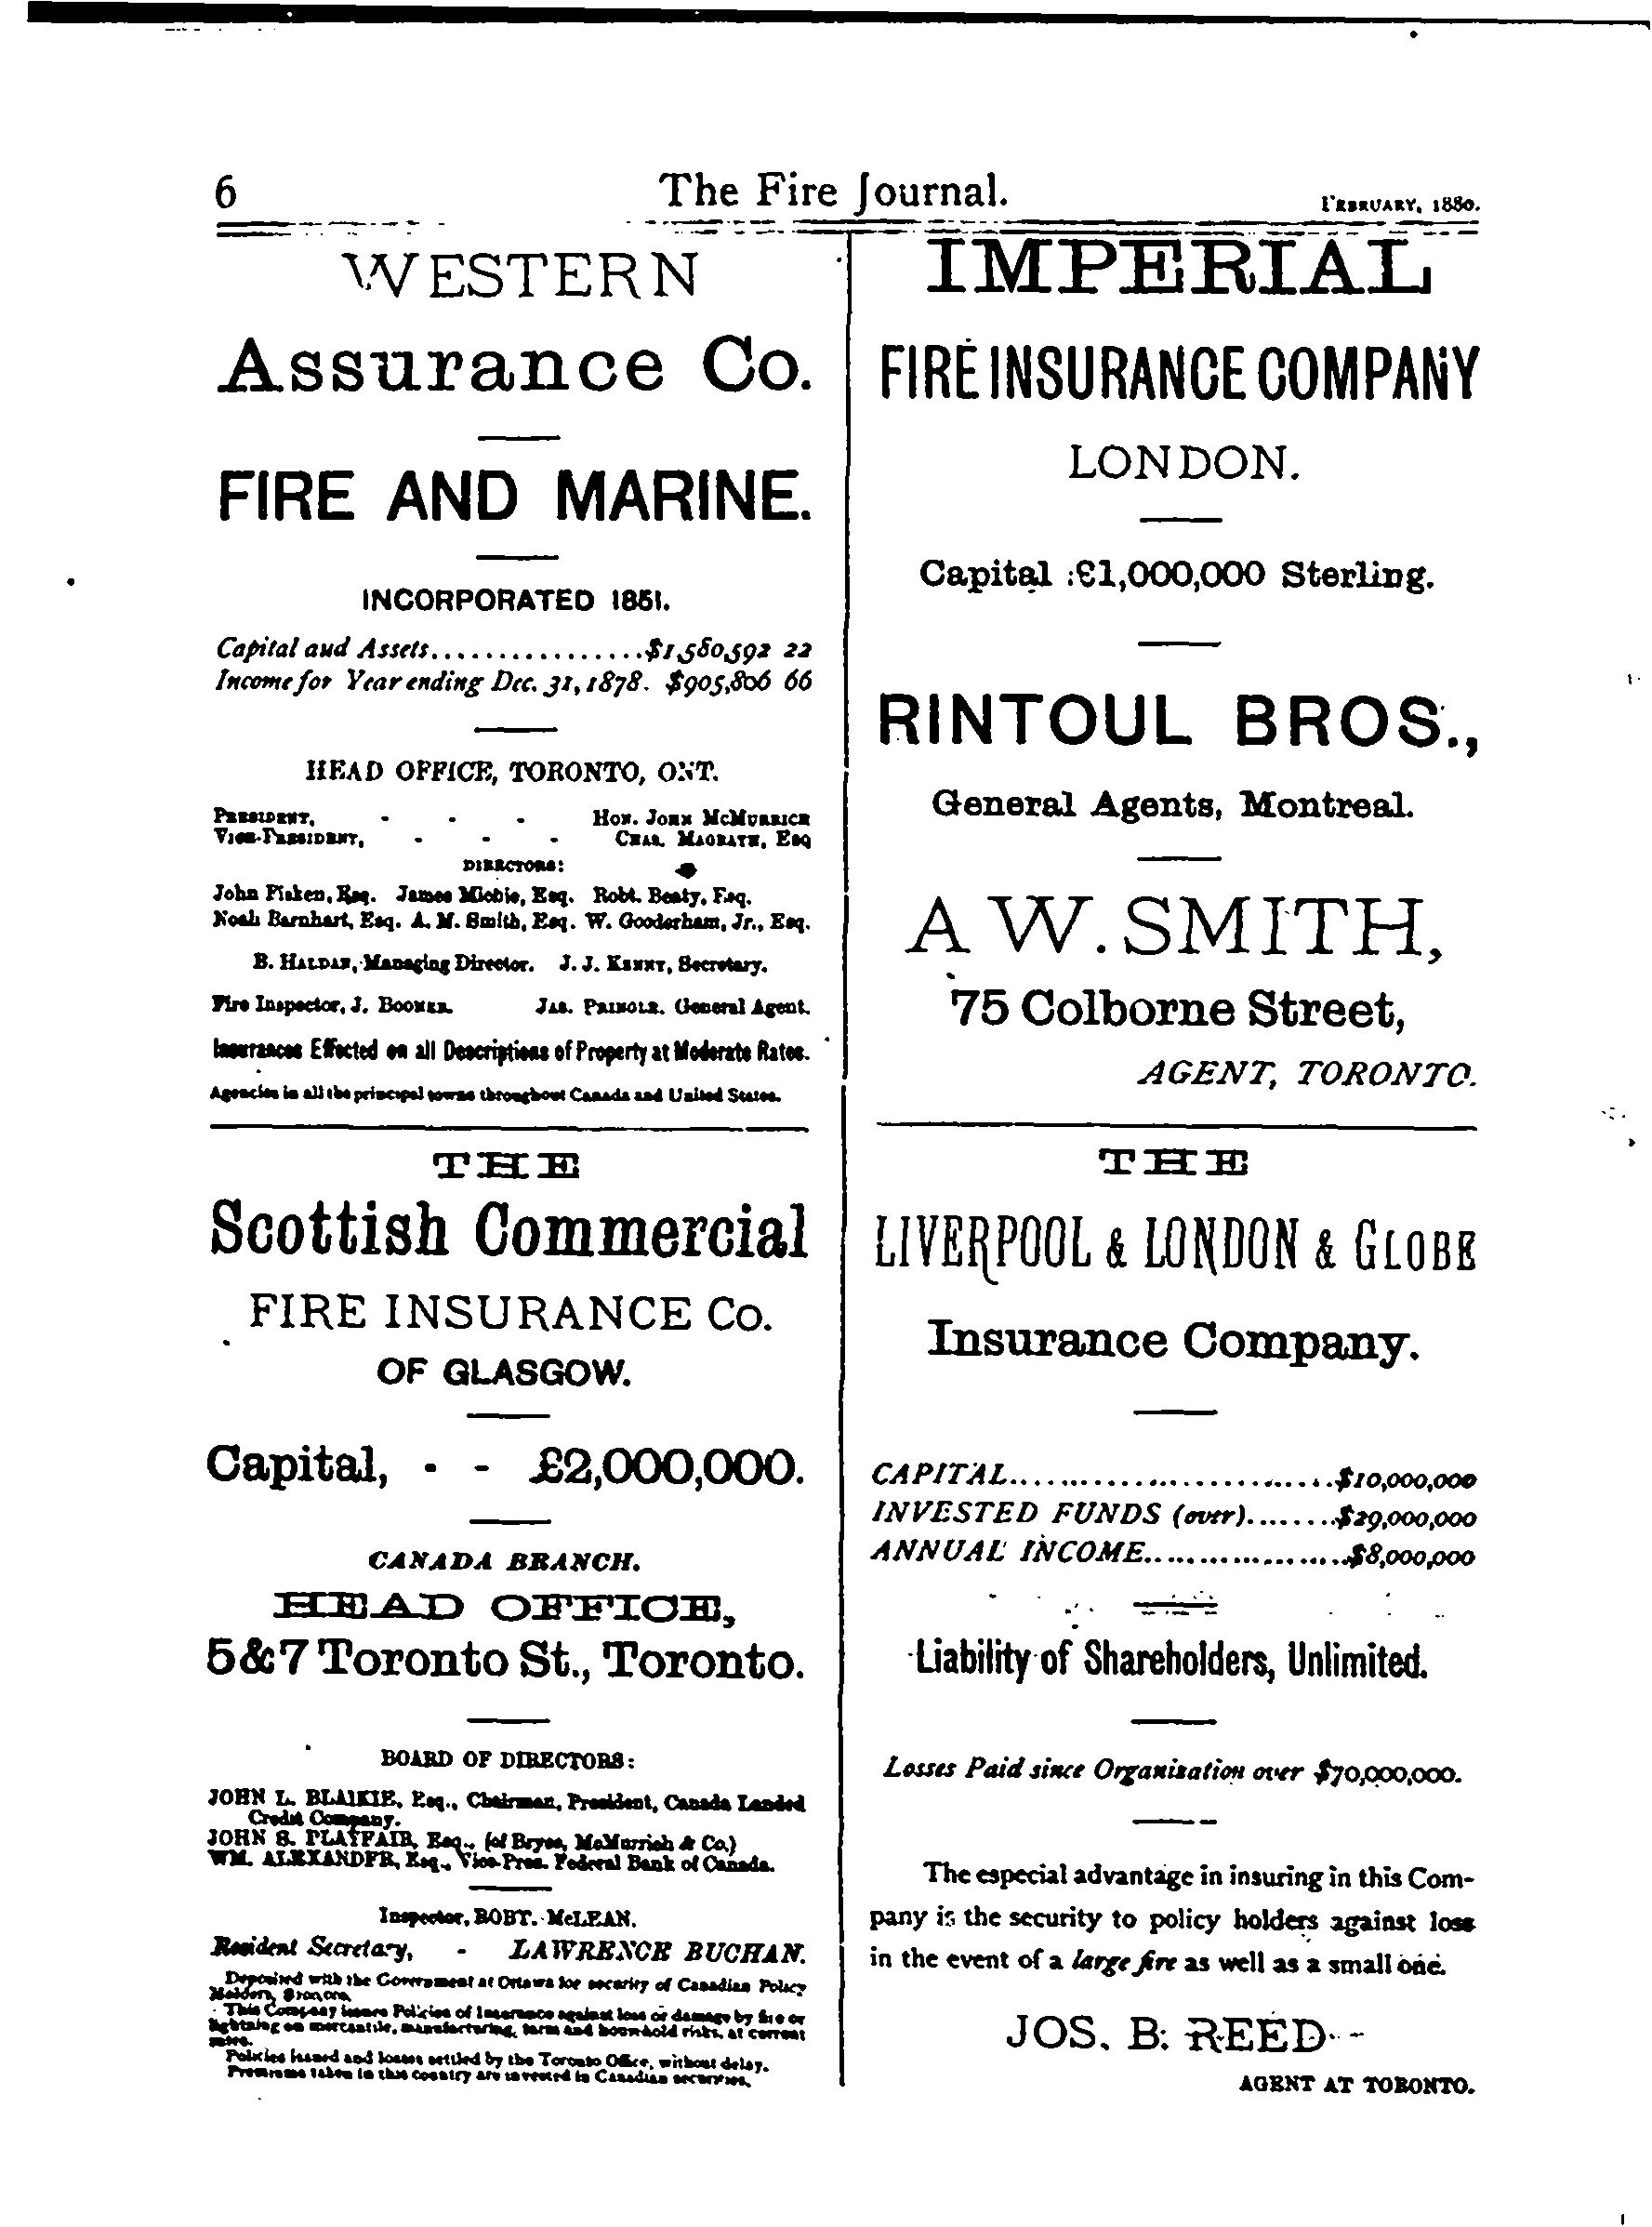 6
The Fire Journal.
FEBRUARY, 1880.
WESTERN
Assurance Co.
FIRE AND MARINE.
INCORPORATED 1851.
Capital and Assets................$1,580,592 22
Income for Year ending Dec. 31, 1878. $905,806 66
HEAD OFFICE, TORONTO, ONT.
PRESIDENT, - - - HON. JOHN MCMURRICH
VICE-PRESIDENT, - - - CHAS. MAGRATH, ESQ
DIRECTORS:
John Fisken, Esq. James Michie, Esq. Robt. Beaty, Esq.
Noah Barnhart, Esq. A. M. Smith, Esq. W. Gooderham, Jr., Esq.
B. HALDAN, Managing Director. J. J. KENNY, Secretary.
Fire Inspector, J. BOOMER. JAS. PRINGLE. General Agent.
Insurances Effected on all Descriptions of Property at Moderate Rates.
Agencies in all the principal towns throughout Canada and United States.
THE
Scottish Commercial
FIRE INSURANCE Co.
OF GLASGOW.
Capital, - - £2,000,000.
CANADA BRANCH.
HEAD OFFICE,
5 & 7 Toronto St., Toronto.
BOARD OF DIRECTORS:
JOHN L. BLAIKIE, Esq., Chairman, President, Canada Landed
Credit Company.
JOHN S. PLAYFAIR, Esq., (of Bryce, McMurrich & Co.)
WM. ALEXANDER, Esq., Vice-Pres. Federal Bank of Canada.
Inspector, ROBT. McLEAN.
Resident Secretary, - LAWRENCE BUCHAN.
Deposited with the Government at Ottawa for security of Canadian Policy
Holders,
This Company issues Policies of Insurance against loss or damage by fire or
lightning on mercantile, manufacturing, farm and household risks, at current
rates.
Policies issued and losses settled by the Toronto Office, without delay.
Premiums taken in this country are invested in Canadian securities.
IMPERIAL
FIRE INSURANCE COMPANY
LONDON.
Capital :£1,000,000 Sterling.
RINTOUL BROS.,
General Agents, Montreal.
A W. SMITH,
75 Colborne Street,
AGENT, TORONTO.
THE
LIVERPOOL & LONDON & GLOBE
Insurance Company.
CAPITAL........................$10,000,000
INVESTED FUNDS (over)........$29,000,000
ANNUAL INCOME...................$8,000,000
Liability of Shareholders, Unlimited.
Losses Paid since Organization over $70,000,000.
The especial advantage in insuring in this Com-
pany is the security to policy holders against loss
in the event of a large fire as well as a small one.
JOS. B. REED
AGENT AT TORONTO.